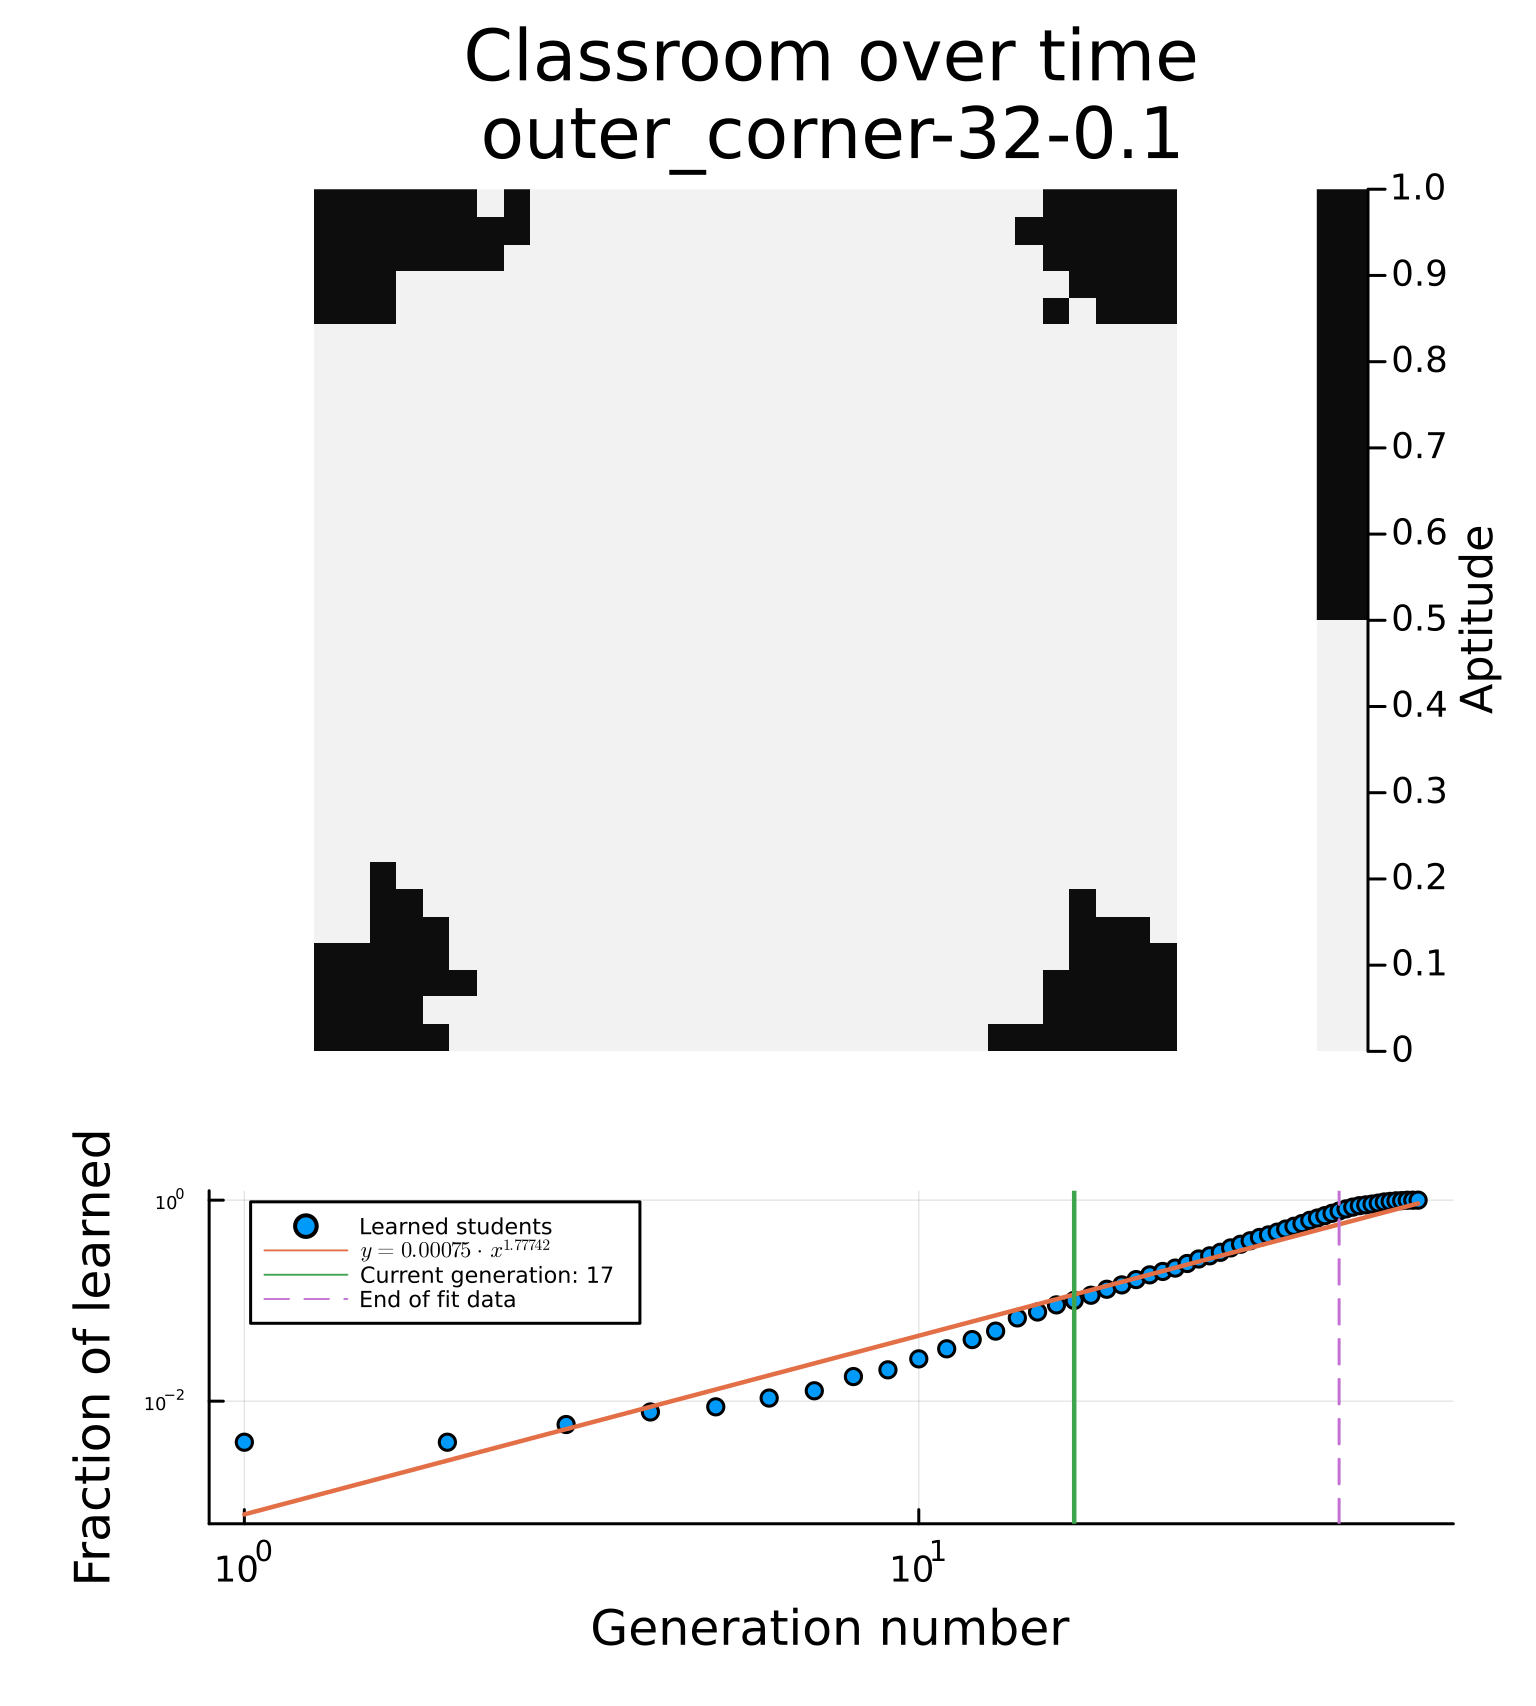 Classroom over time
outer_corner-32-0.1
1.0
0.9
0.8
0.7
0.6
0.5
0.4
0.3
0.2
0.1
0
Aptitude
Fraction of learned
10⁰
10⁻²
Learned students
y = 0.00075 · x^1.77742
Current generation: 17
End of fit data
10⁰
10¹
Generation number